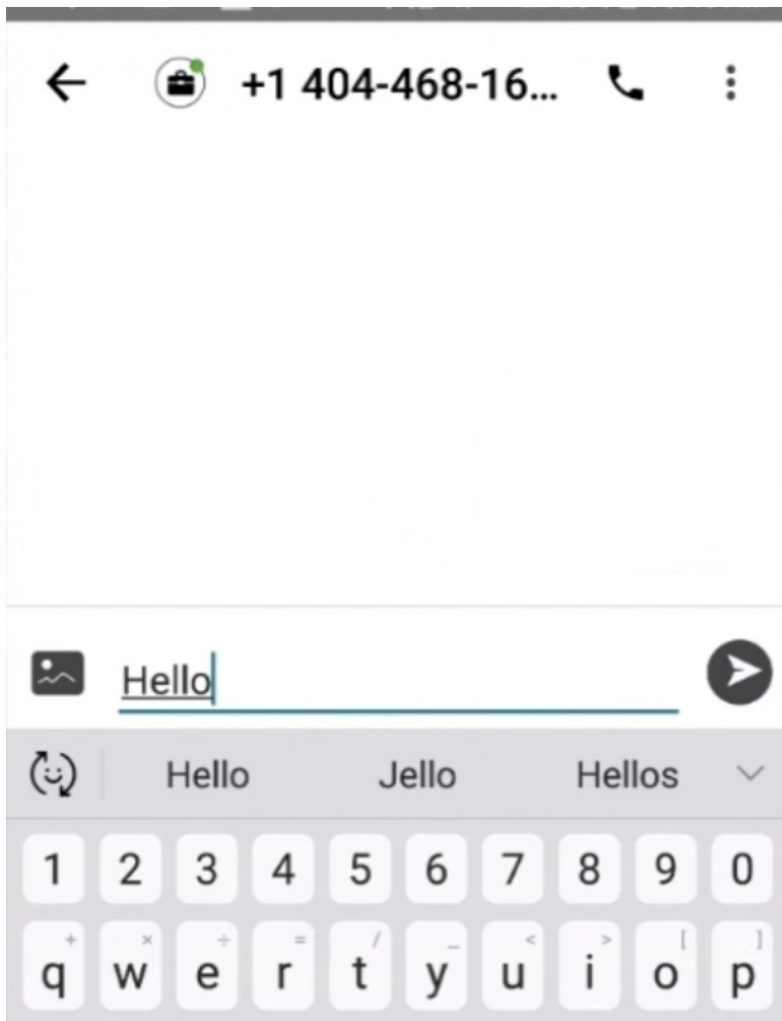 +1 404-468-16...
Hello
Hello Jello Hellos
1 2 3 4 5 6 7 8 9 0
+ × ÷ = / _ < > [ ]
q w e r t y u i o p